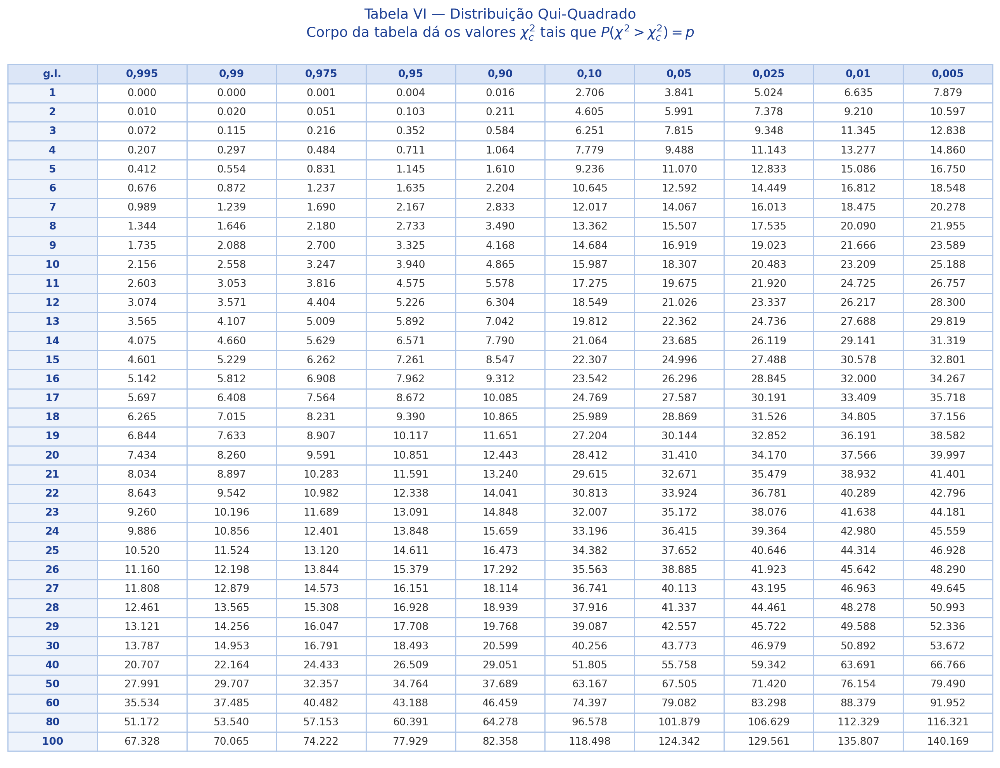 Tabela VI — Distribuição Qui-Quadrado
Corpo da tabela dá os valores χ²_c tais que P(χ² > χ²_c) = p
g.l. 0,995 0,99 0,975 0,95 0,90 0,10 0,05 0,025 0,01 0,005
1 0.000 0.000 0.001 0.004 0.016 2.706 3.841 5.024 6.635 7.879
2 0.010 0.020 0.051 0.103 0.211 4.605 5.991 7.378 9.210 10.597
3 0.072 0.115 0.216 0.352 0.584 6.251 7.815 9.348 11.345 12.838
4 0.207 0.297 0.484 0.711 1.064 7.779 9.488 11.143 13.277 14.860
5 0.412 0.554 0.831 1.145 1.610 9.236 11.070 12.833 15.086 16.750
6 0.676 0.872 1.237 1.635 2.204 10.645 12.592 14.449 16.812 18.548
7 0.989 1.239 1.690 2.167 2.833 12.017 14.067 16.013 18.475 20.278
8 1.344 1.646 2.180 2.733 3.490 13.362 15.507 17.535 20.090 21.955
9 1.735 2.088 2.700 3.325 4.168 14.684 16.919 19.023 21.666 23.589
10 2.156 2.558 3.247 3.940 4.865 15.987 18.307 20.483 23.209 25.188
11 2.603 3.053 3.816 4.575 5.578 17.275 19.675 21.920 24.725 26.757
12 3.074 3.571 4.404 5.226 6.304 18.549 21.026 23.337 26.217 28.300
13 3.565 4.107 5.009 5.892 7.042 19.812 22.362 24.736 27.688 29.819
14 4.075 4.660 5.629 6.571 7.790 21.064 23.685 26.119 29.141 31.319
15 4.601 5.229 6.262 7.261 8.547 22.307 24.996 27.488 30.578 32.801
16 5.142 5.812 6.908 7.962 9.312 23.542 26.296 28.845 32.000 34.267
17 5.697 6.408 7.564 8.672 10.085 24.769 27.587 30.191 33.409 35.718
18 6.265 7.015 8.231 9.390 10.865 25.989 28.869 31.526 34.805 37.156
19 6.844 7.633 8.907 10.117 11.651 27.204 30.144 32.852 36.191 38.582
20 7.434 8.260 9.591 10.851 12.443 28.412 31.410 34.170 37.566 39.997
21 8.034 8.897 10.283 11.591 13.240 29.615 32.671 35.479 38.932 41.401
22 8.643 9.542 10.982 12.338 14.041 30.813 33.924 36.781 40.289 42.796
23 9.260 10.196 11.689 13.091 14.848 32.007 35.172 38.076 41.638 44.181
24 9.886 10.856 12.401 13.848 15.659 33.196 36.415 39.364 42.980 45.559
25 10.520 11.524 13.120 14.611 16.473 34.382 37.652 40.646 44.314 46.928
26 11.160 12.198 13.844 15.379 17.292 35.563 38.885 41.923 45.642 48.290
27 11.808 12.879 14.573 16.151 18.114 36.741 40.113 43.195 46.963 49.645
28 12.461 13.565 15.308 16.928 18.939 37.916 41.337 44.461 48.278 50.993
29 13.121 14.256 16.047 17.708 19.768 39.087 42.557 45.722 49.588 52.336
30 13.787 14.953 16.791 18.493 20.599 40.256 43.773 46.979 50.892 53.672
40 20.707 22.164 24.433 26.509 29.051 51.805 55.758 59.342 63.691 66.766
50 27.991 29.707 32.357 34.764 37.689 63.167 67.505 71.420 76.154 79.490
60 35.534 37.485 40.482 43.188 46.459 74.397 79.082 83.298 88.379 91.952
80 51.172 53.540 57.153 60.391 64.278 96.578 101.879 106.629 112.329 116.321
100 67.328 70.065 74.222 77.929 82.358 118.498 124.342 129.561 135.807 140.169